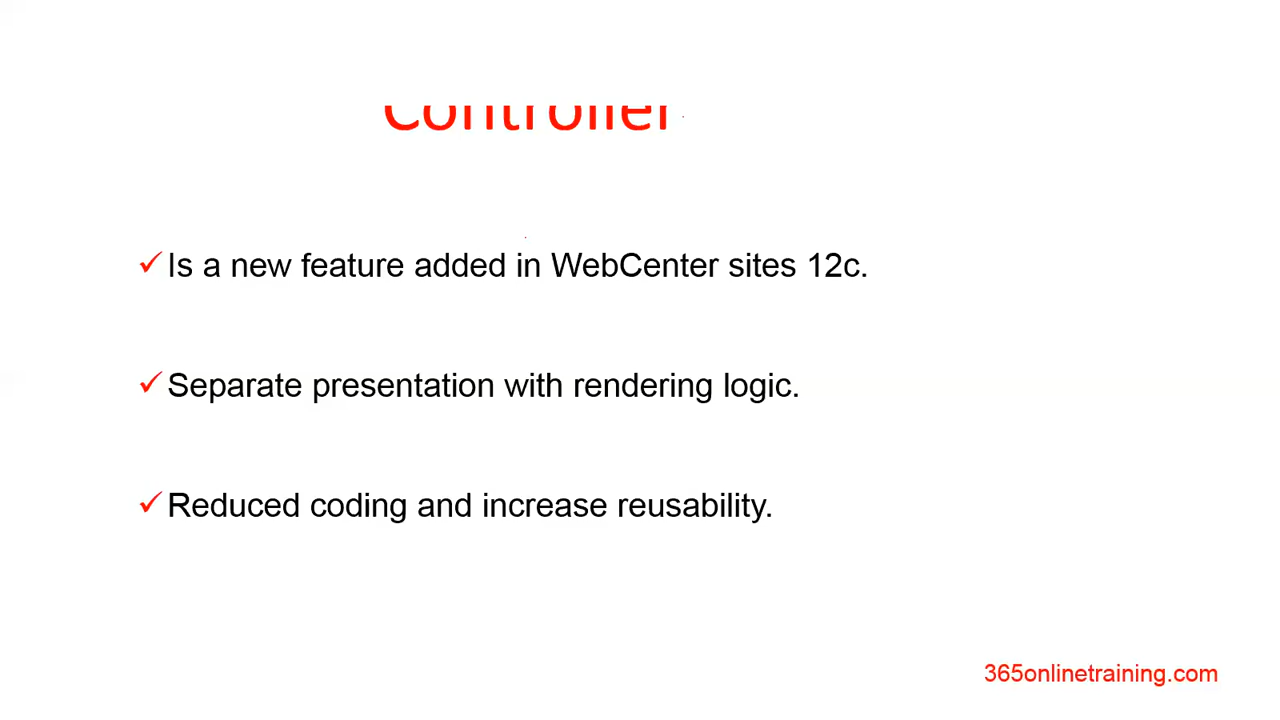 Controller
Is a new feature added in WebCenter sites 12c.
Separate presentation with rendering logic.
Reduced coding and increase reusability.
365onlinetraining.com